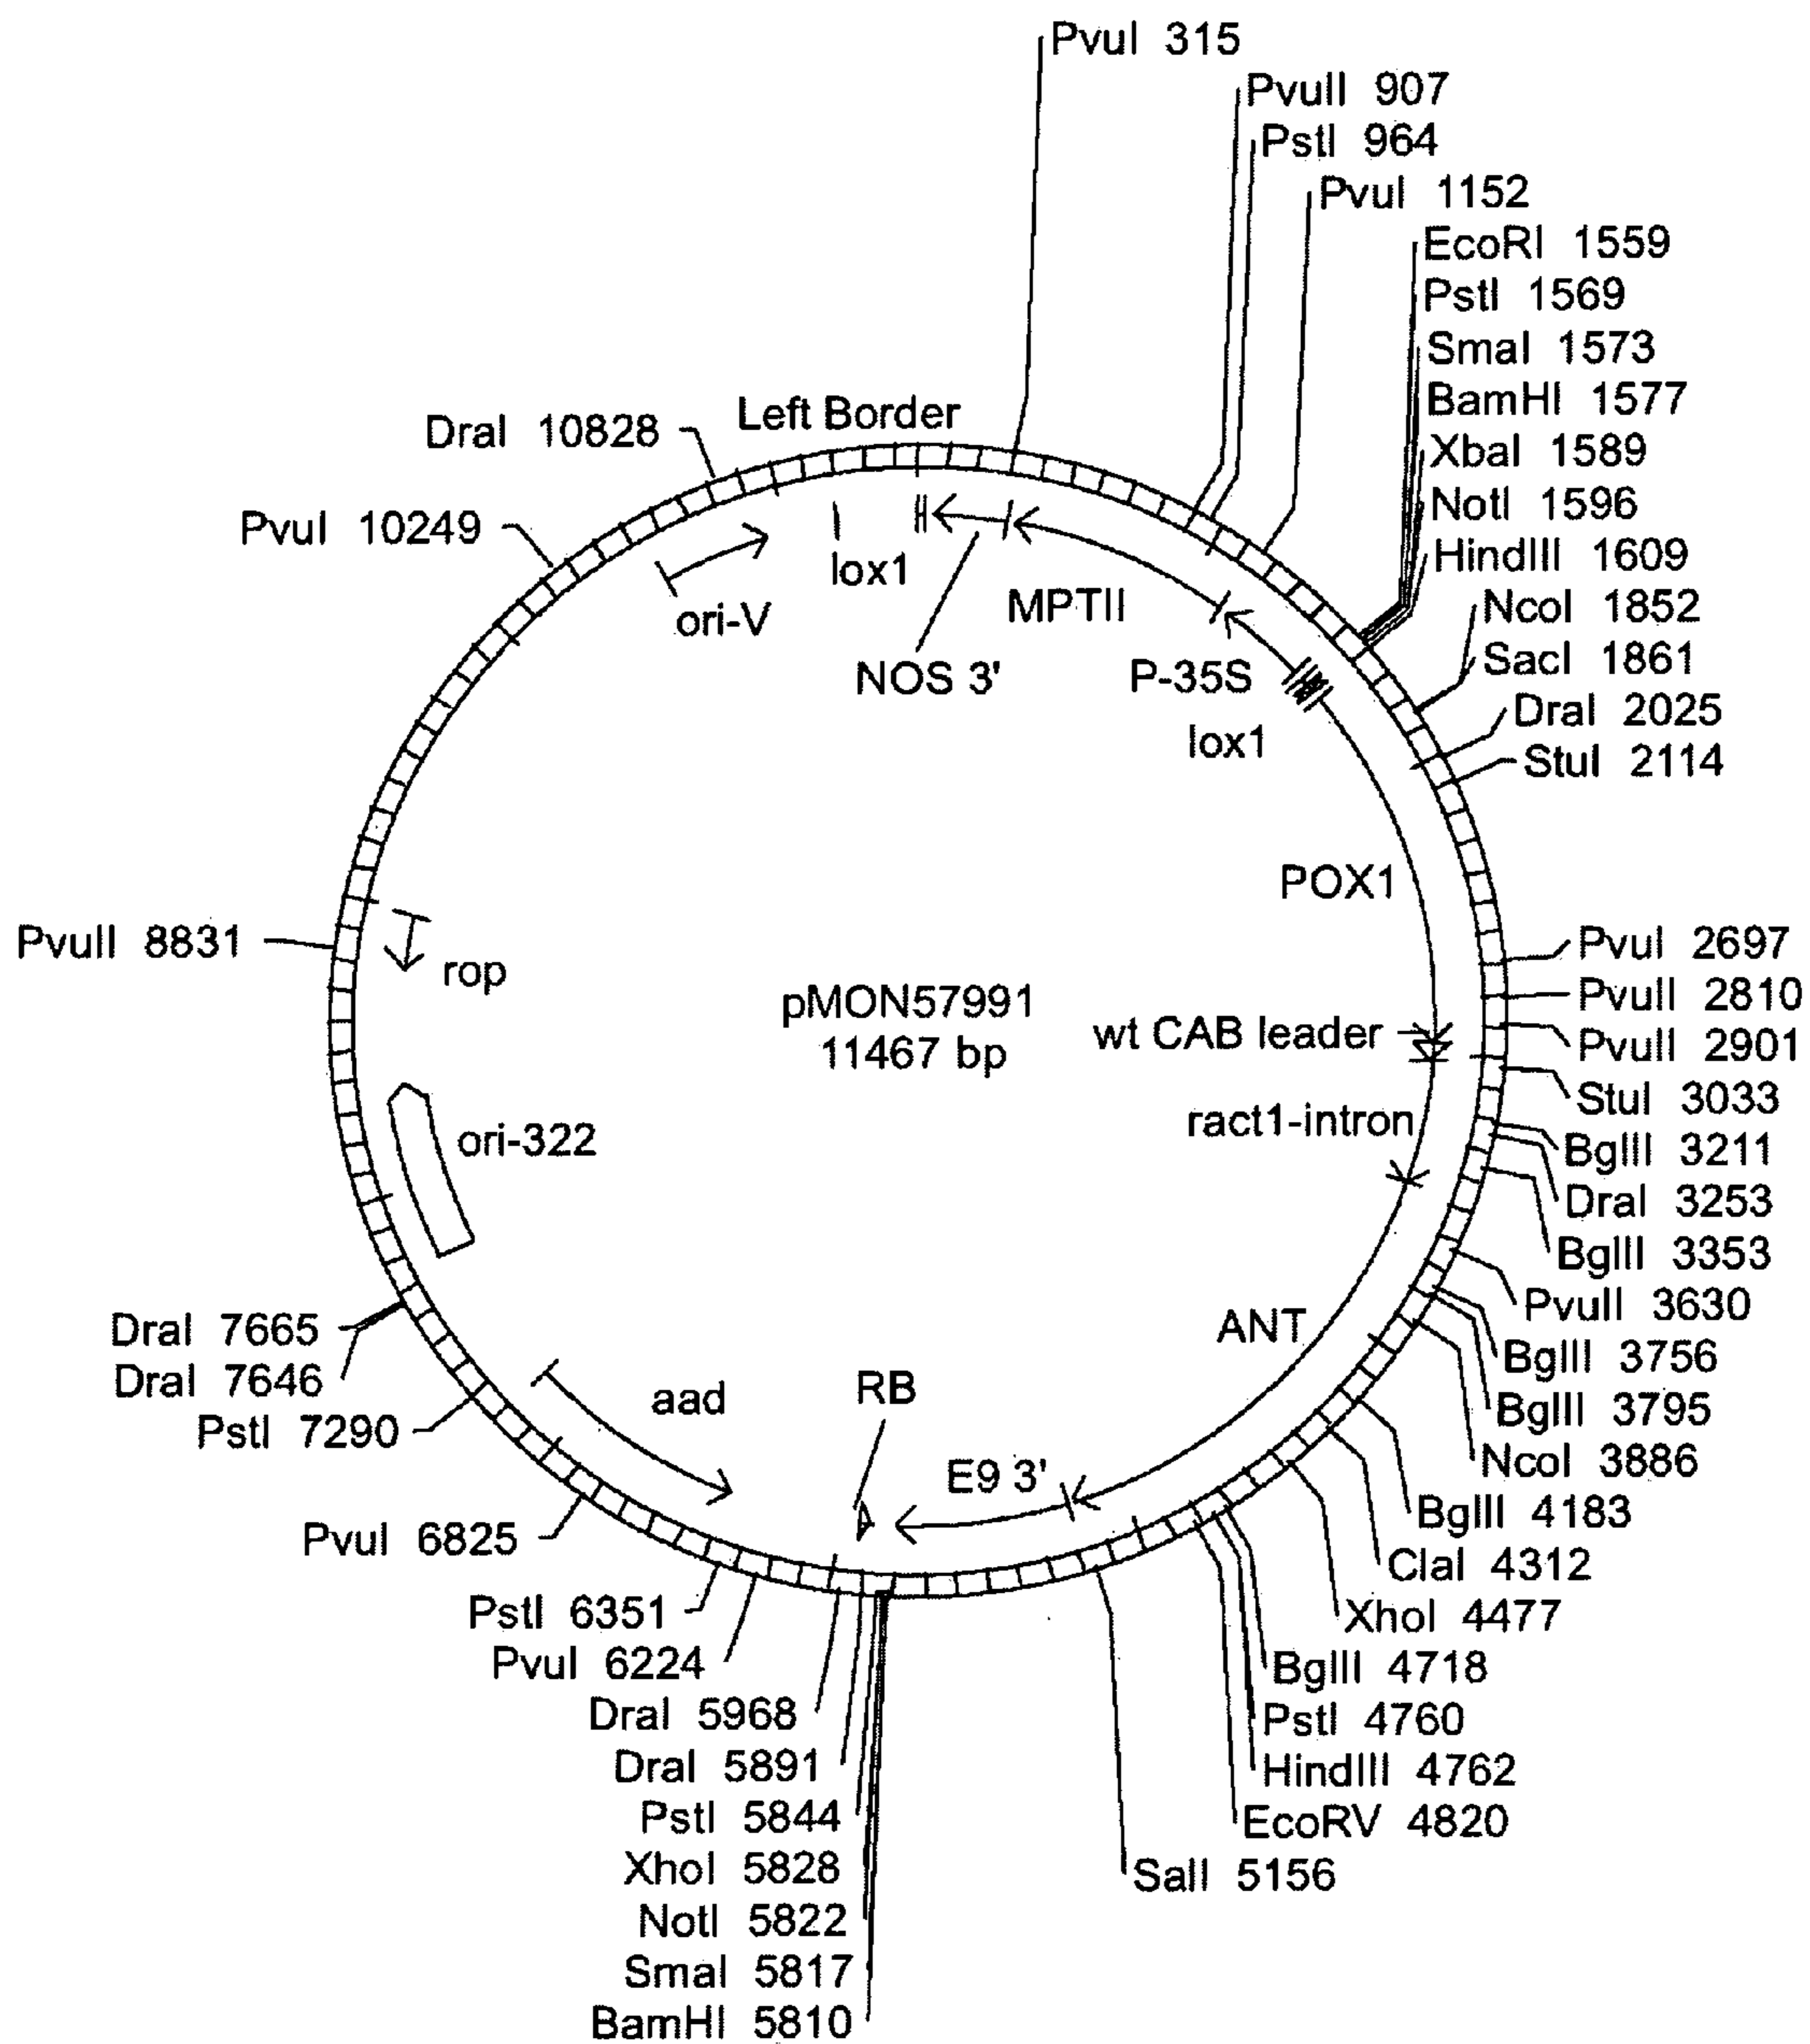 PvuI 315
PvuII 907
PstI 964
PvuI 1152
EcoRI 1559
PstI 1569
SmaI 1573
BamHI 1577
XbaI 1589
NotI 1596
HindIII 1609
NcoI 1852
SacI 1861
DraI 2025
StuI 2114
PvuI 2697
PvuII 2810
PvuII 2901
StuI 3033
BglII 3211
DraI 3253
BglII 3353
PvuII 3630
BglII 3756
BglII 3795
NcoI 3886
BglII 4183
ClaI 4312
XhoI 4477
BglII 4718
PstI 4760
HindIII 4762
EcoRV 4820
SalI 5156
BamHI 5810
SmaI 5817
NotI 5822
XhoI 5828
PstI 5844
DraI 5891
DraI 5968
PvuI 6224
PstI 6351
PvuI 6825
PstI 7290
DraI 7646
DraI 7665
PvuII 8831
PvuI 10249
DraI 10828
Left Border
lox1
ori-V
NOS 3'
MPTII
P-35S
lox1
POX1
wt CAB leader
ract1-intron
ANT
E9 3'
RB
aad
ori-322
rop
pMON57991
11467 bp